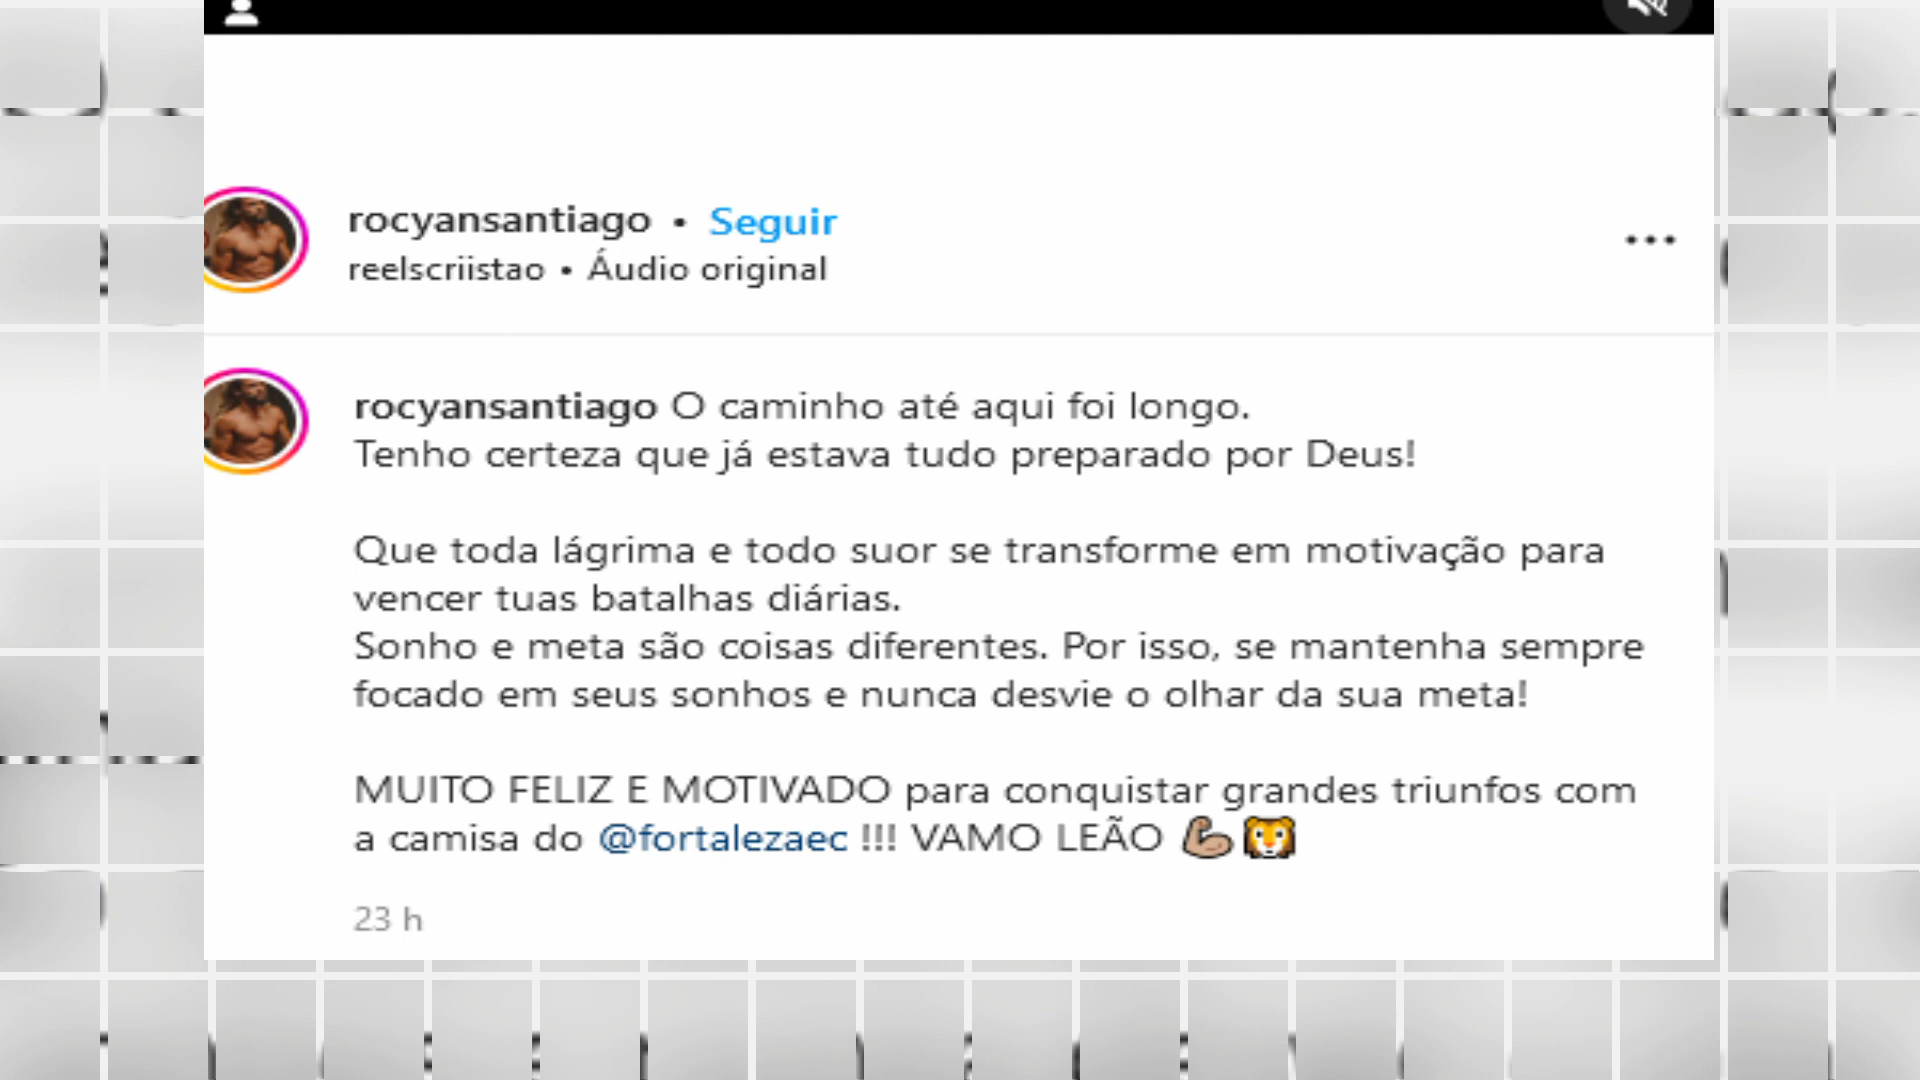 rocyansantiago • Seguir
reelscriistao • Áudio original
rocyansantiago O caminho até aqui foi longo.
Tenho certeza que já estava tudo preparado por Deus!
Que toda lágrima e todo suor se transforme em motivação para
vencer tuas batalhas diárias.
Sonho e meta são coisas diferentes. Por isso, se mantenha sempre
focado em seus sonhos e nunca desvie o olhar da sua meta!
MUITO FELIZ E MOTIVADO para conquistar grandes triunfos com
a camisa do @fortalezaec !!! VAMO LEÃO 💪🏽🦁
23 h